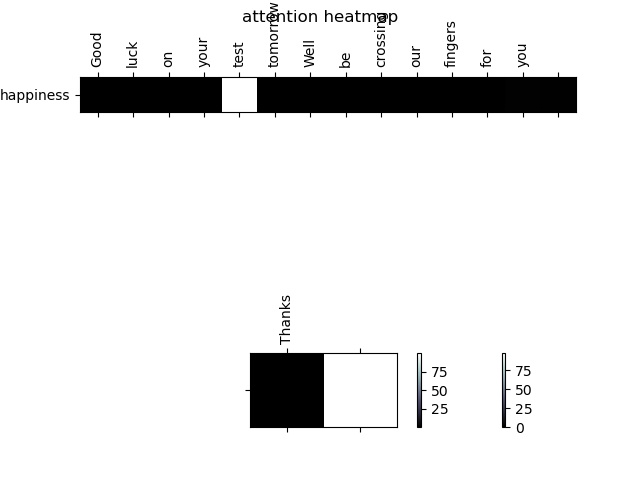 attention heatmap
Good luck on your test tomorrow Well be crossing our fingers for you
happiness
Thanks
75 75
50 50
25 25
0